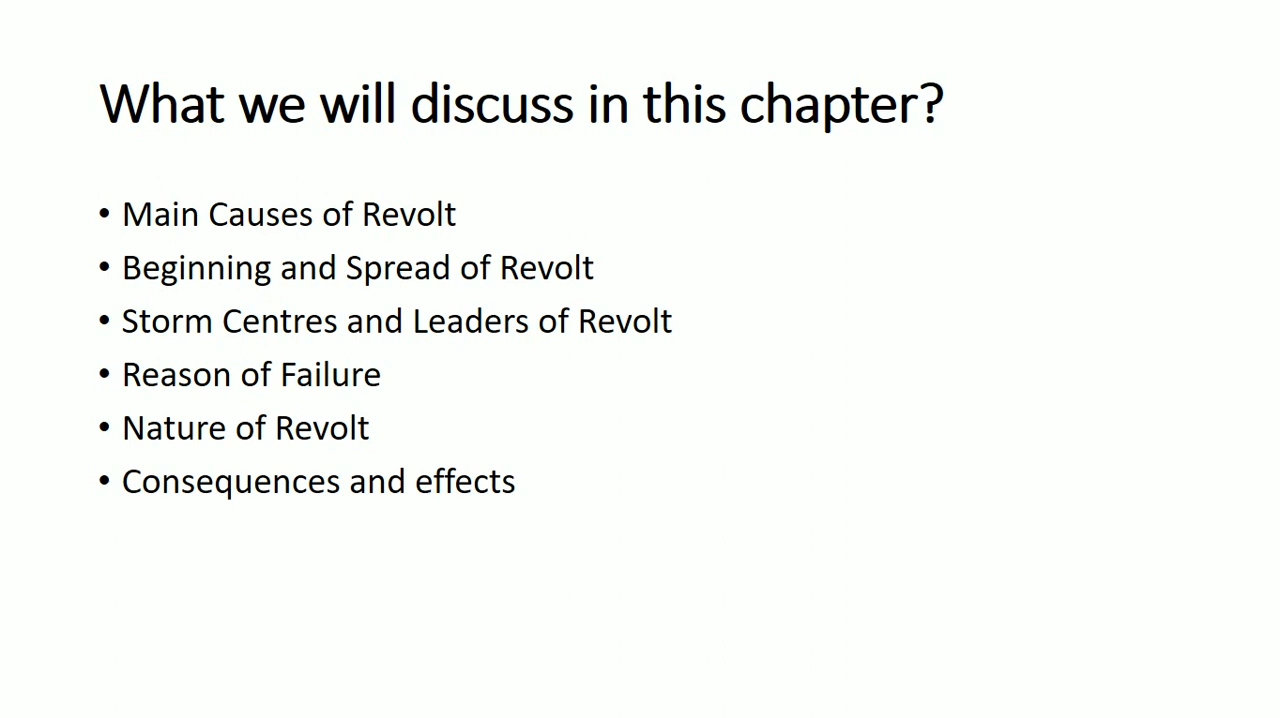 What we will discuss in this chapter?
• Main Causes of Revolt
• Beginning and Spread of Revolt
• Storm Centres and Leaders of Revolt
• Reason of Failure
• Nature of Revolt
• Consequences and effects